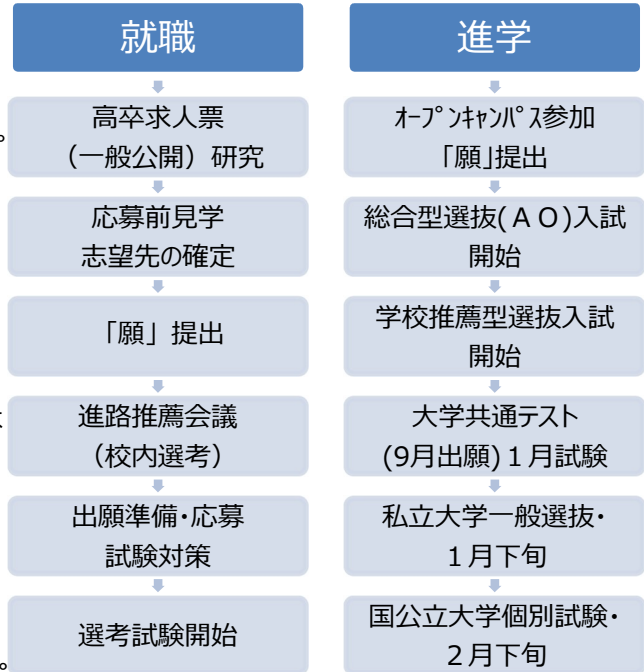 就職
高卒求人票
（一般公開）研究
応募前見学
志望先の確定
「願」提出
進路推薦会議
（校内選考）
出願準備・応募
試験対策
選考試験開始
進学
ｵｰﾌﾟﾝｷｬﾝﾊﾟｽ参加
「願」提出
総合型選抜(ＡＯ)入試
開始
学校推薦型選抜入試
開始
大学共通テスト
(9月出願)１月試験
私立大学一般選抜・
１月下旬
国公立大学個別試験・
２月下旬